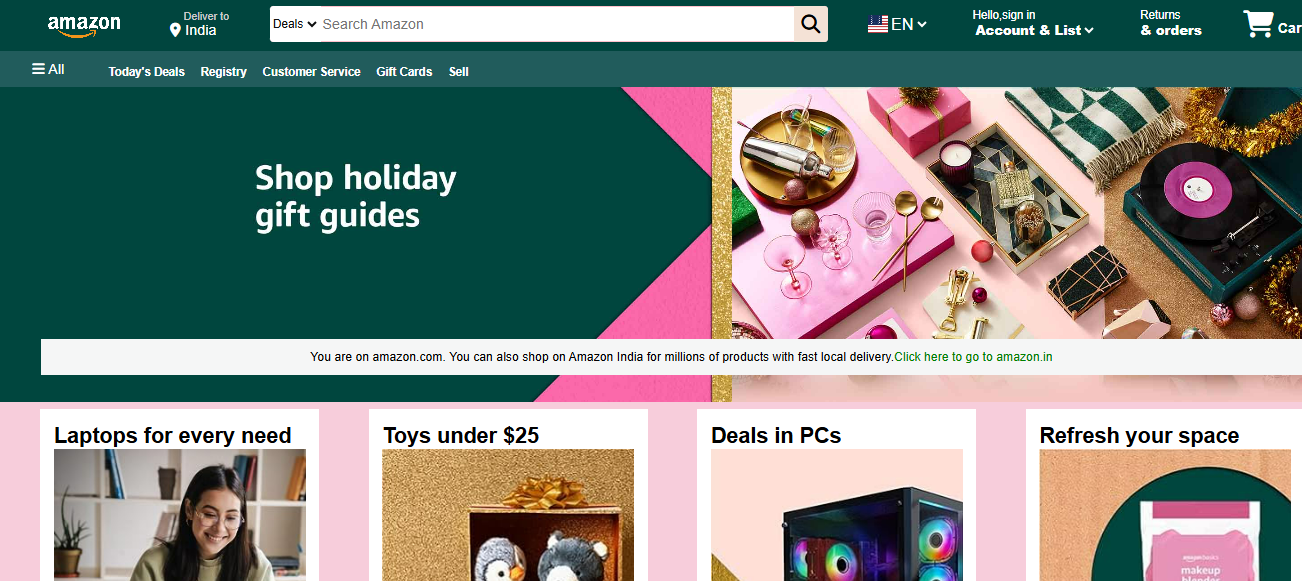 amazon
Deliver to
India
Deals Search Amazon
EN
Hello,sign in
Account & List
Returns
& orders
Car
All Today's Deals Registry Customer Service Gift Cards Sell
Shop holiday
gift guides
You are on amazon.com. You can also shop on Amazon India for millions of products with fast local delivery.Click here to go to amazon.in
Laptops for every need
Toys under $25
Deals in PCs
Refresh your space
amazonbasics
makeup
blender